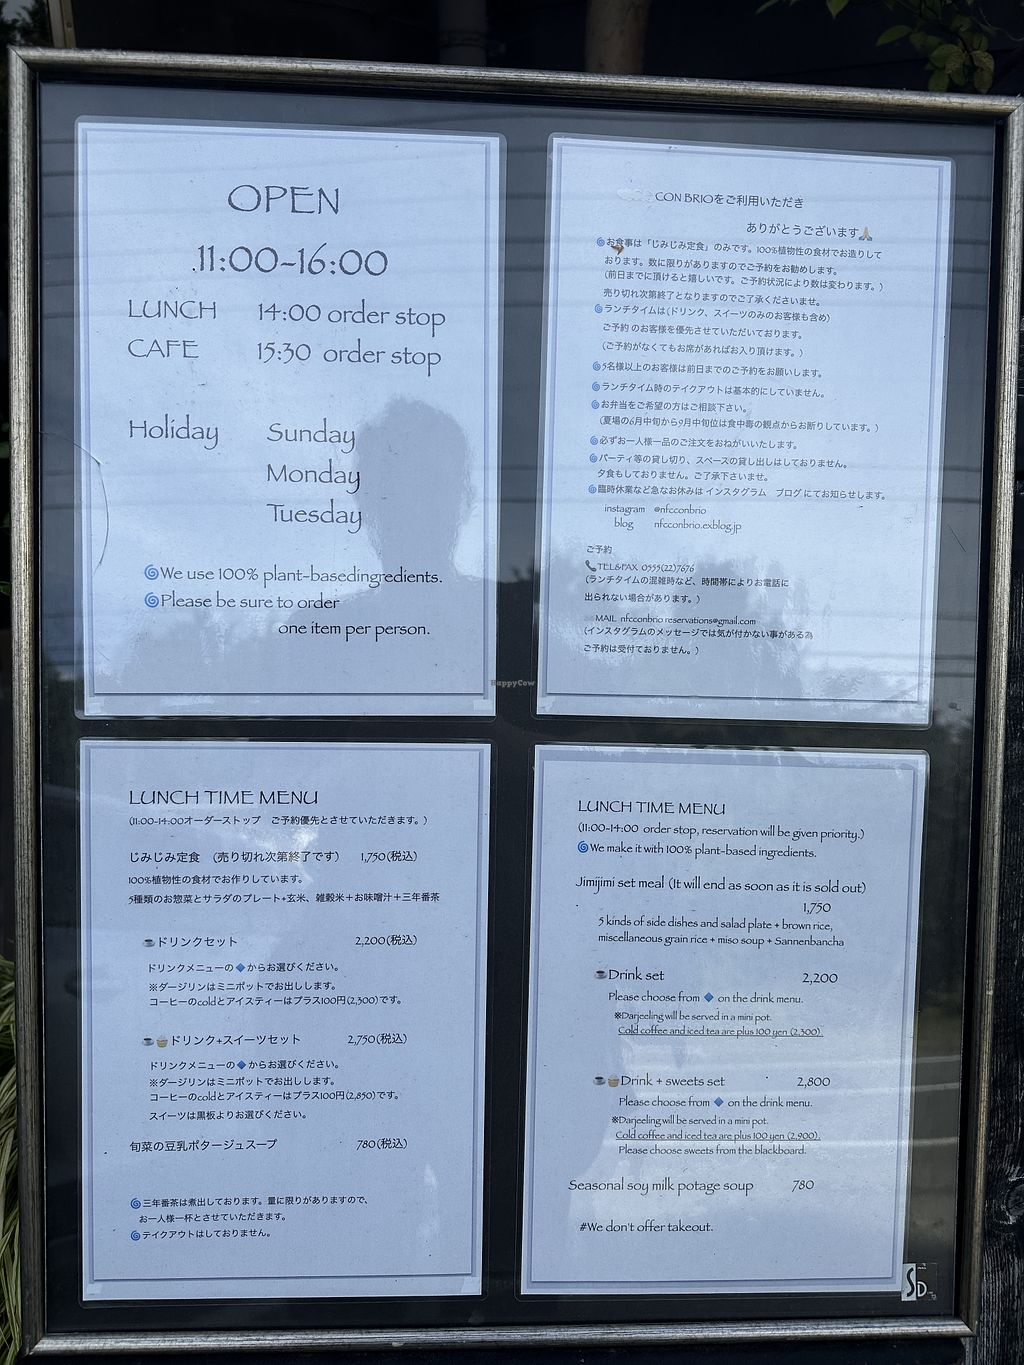 OPEN
11:00-16:00
LUNCH 14:00 order stop
CAFE 15:30 order stop
Holiday Sunday
Monday
Tuesday
🌀We use 100% plant-basedingredients.
🌀Please be sure to order
one item per person.
CON BRIOをご利用いただき
ありがとうございます🙏🏼
🌀お食事は「じみじみ定食」のみです。100%植物性の食材でお造りして
おります。数に限りがありますのでご予約をお勧めします。
(前日までに頂けると嬉しいです。ご予約状況により数は変わります。)
売り切れ次第終了となりますのでご了承くださいませ。
🌀ランチタイムは(ドリンク、スイーツのみのお客様も含め)
ご予約 のお客様を優先させていただいております。
(ご予約がなくてもお席があればお入り頂けます。)
🌀5名様以上のお客様は前日までのご予約をお願いします。
🌀ランチタイム時のテイクアウトは基本的にしていません。
🌀お弁当をご希望の方はご相談下さい。
(夏場の6月中旬から9月中旬位は食中毒の観点からお断りしています。)
🌀必ずお一人様一品のご注文をおねがいいたします。
🌀パーティ等の貸し切り、スペースの貸し出しはしておりません。
夕食もしておりません。ご了承下さいませ。
🌀臨時休業など急なお休みは インスタグラム ブログ にてお知らせします。
instagram @nfcconbrio
blog nfcconbrio.exblog.jp
ご予約
📞TEL&FAX 0555(22)7676
(ランチタイムの混雑時など、時間帯によりお電話に
出られない場合があります。)
MAIL nfcconbrio.reservations@gmail.com
(インスタグラムのメッセージでは気が付かない事がある為
ご予約は受付ておりません。)
HappyCow
LUNCH TIME MENU
(11:00-14:00オーダーストップ ご予約優先とさせていただきます。)
じみじみ定食 (売り切れ次第終了です) 1,750(税込)
100%植物性の食材でお作りしています。
5種類のお惣菜とサラダのプレート+玄米、雑穀米+お味噌汁+三年番茶
☕ドリンクセット 2,200(税込)
ドリンクメニューの🔷からお選びください。
※ダージリンはミニポットでお出しします。
コーヒーのcoldとアイスティーはプラス100円(2,300)です。
☕🧁ドリンク+スイーツセット 2,750(税込)
ドリンクメニューの🔷からお選びください。
※ダージリンはミニポットでお出しします。
コーヒーのcoldとアイスティーはプラス100円(2,850)です。
スイーツは黒板よりお選びください。
旬菜の豆乳ポタージュスープ 780(税込)
🌀三年番茶は煮出しております。量に限りがありますので、
お一人様一杯とさせていただきます。
🌀テイクアウトはしておりません。
LUNCH TIME MENU
(11:00-14:00 order stop, reservation will be given priority.)
🌀We make it with 100% plant-based ingredients.
Jimijimi set meal (It will end as soon as it is sold out)
1,750
5 kinds of side dishes and salad plate + brown rice,
miscellaneous grain rice + miso soup + Sannenbancha
☕Drink set 2,200
Please choose from 🔷 on the drink menu.
※Darjeeling will be served in a mini pot.
Cold coffee and iced tea are plus 100 yen (2,300).
☕🧁Drink + sweets set 2,800
Please choose from 🔷 on the drink menu.
※Darjeeling will be served in a mini pot.
Cold coffee and iced tea are plus 100 yen (2,900).
Please choose sweets from the blackboard.
Seasonal soy milk potage soup 780
#We don't offer takeout.
SD